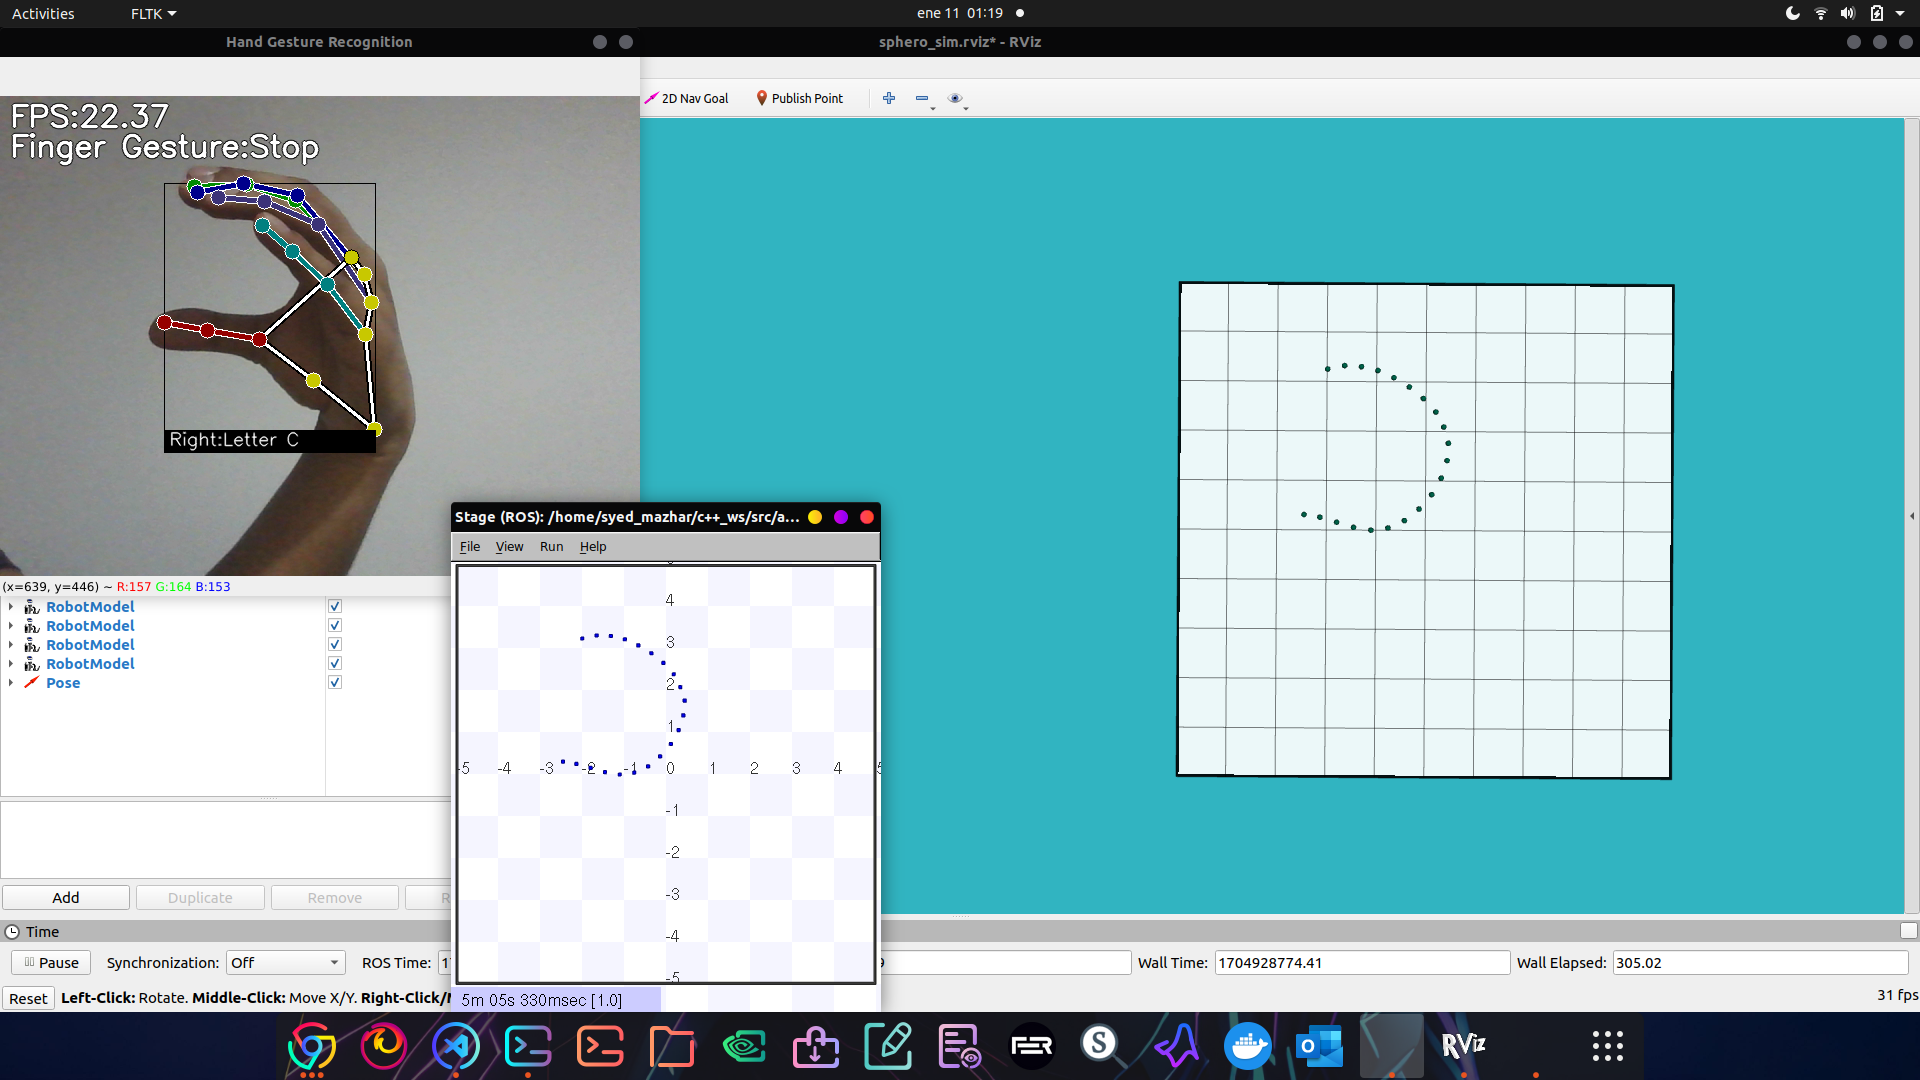 Activities
FLTK
ene 11 01:19
Hand Gesture Recognition
sphero_sim.rviz* - RViz
2D Nav Goal
Publish Point
FPS:22.37
Finger Gesture:Stop
Right:Letter C
(x=639, y=446) ~ R:157 G:164 B:153
RobotModel
RobotModel
RobotModel
RobotModel
Pose
Stage (ROS): /home/syed_mazhar/c++_ws/src/a...
File View Run Help
4
3
2
1
-5 -4 -3 -2 -1 0 1 2 3 4
-1
-2
-3
-4
-5
5m 05s 330msec [1.0]
Add
Duplicate
Remove
Time
Pause
Synchronization: Off
ROS Time:
Wall Time: 1704928774.41
Wall Elapsed: 305.02
Reset
Left-Click: Rotate. Middle-Click: Move X/Y. Right-Click/
31 fps
FER
S
RViz